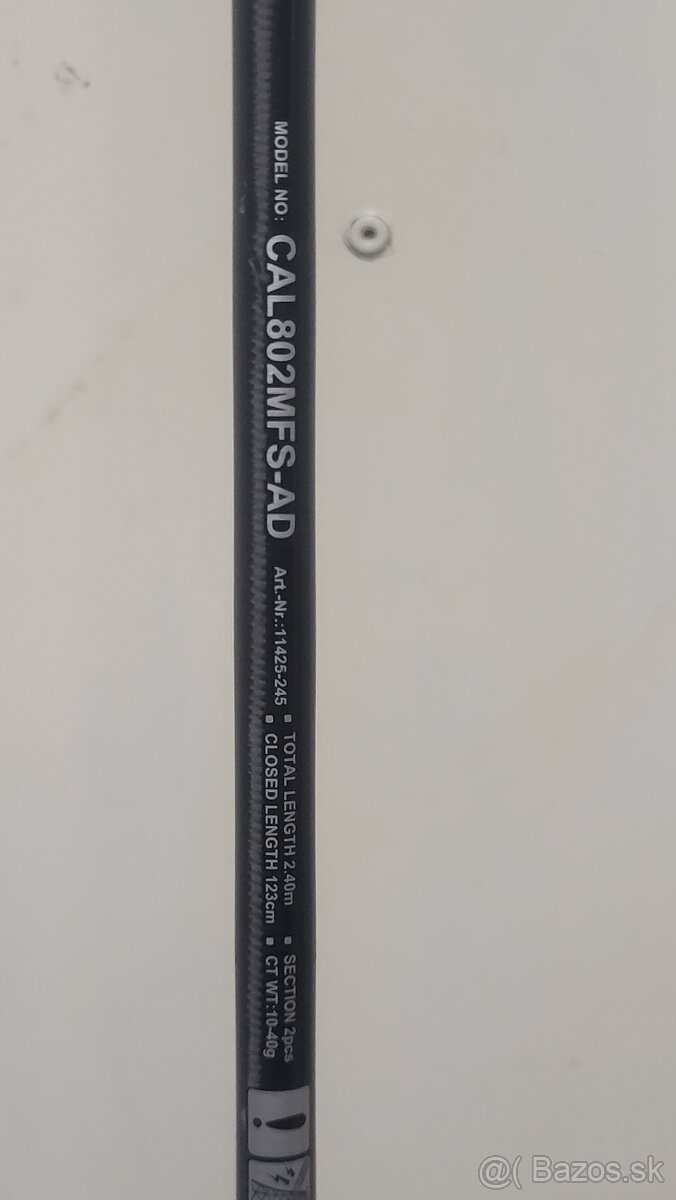 MODEL NO: CAL802MFS-AD Art.-Nr.:11425-245
▪ TOTAL LENGTH 2.40m ▪ SECTION 2pcs
▪ CLOSED LENGTH 123cm ▪ CT WT:10-40g
@( Bazos.sk